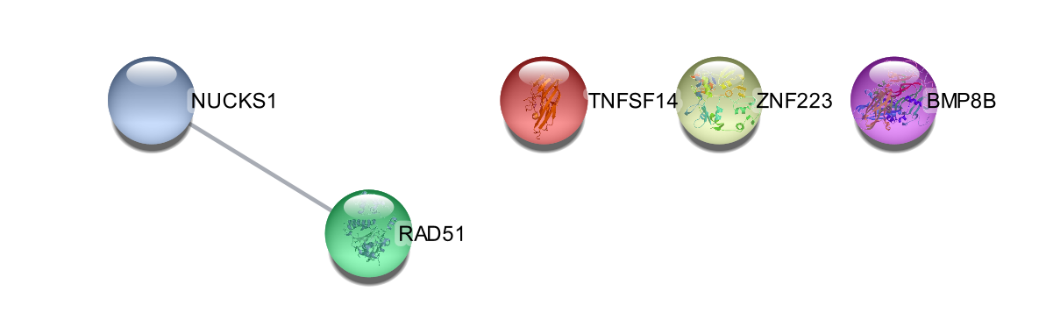 NUCKS1
TNFSF14
ZNF223
BMP8B
RAD51